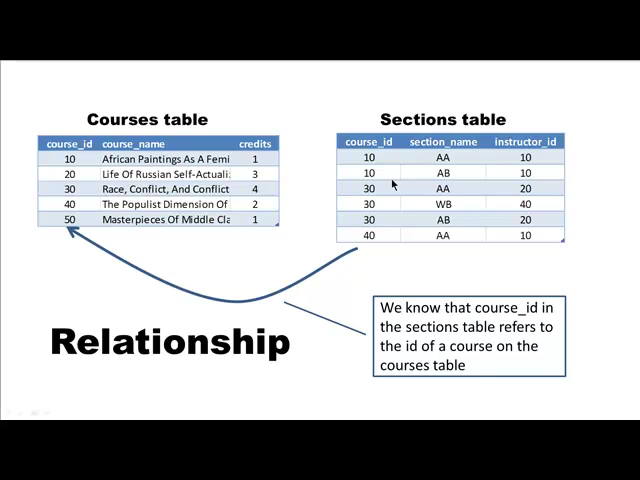 Courses table
course_id course_name credits
10 African Paintings As A Femi 1
20 Life Of Russian Self-Actuali 3
30 Race, Conflict, And Conflict 4
40 The Populist Dimension Of 2
50 Masterpieces Of Middle Cla 1
Sections table
course_id section_name instructor_id
10 AA 10
10 AB 10
30 AA 20
30 WB 40
30 AB 20
40 AA 10
Relationship
We know that course_id in
the sections table refers to
the id of a course on the
courses table